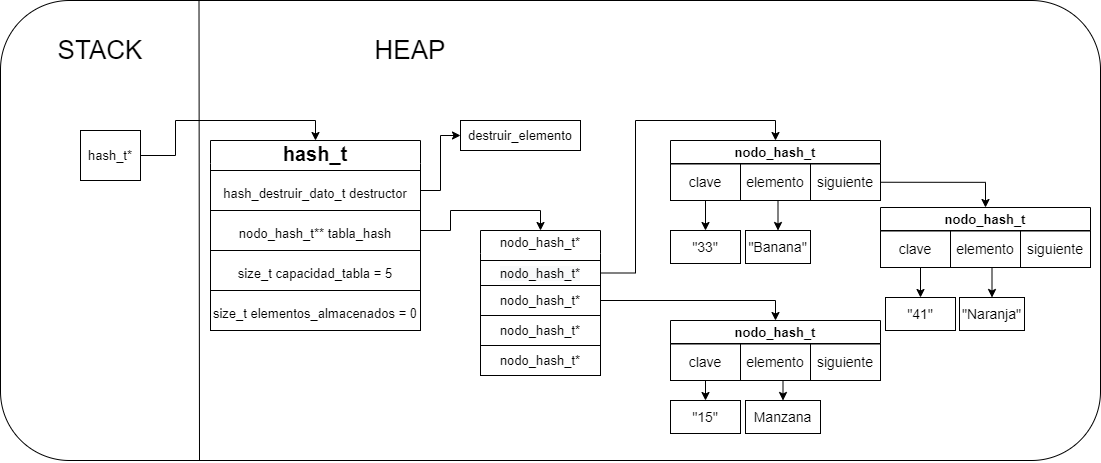 STACK
HEAP
hash_t*
hash_t
hash_destruir_dato_t destructor
nodo_hash_t** tabla_hash
size_t capacidad_tabla = 5
size_t elementos_almacenados = 0
destruir_elemento
nodo_hash_t*
nodo_hash_t*
nodo_hash_t*
nodo_hash_t*
nodo_hash_t*
nodo_hash_t
clave elemento siguiente
"33" "Banana"
nodo_hash_t
clave elemento siguiente
"41" "Naranja"
nodo_hash_t
clave elemento siguiente
"15" Manzana